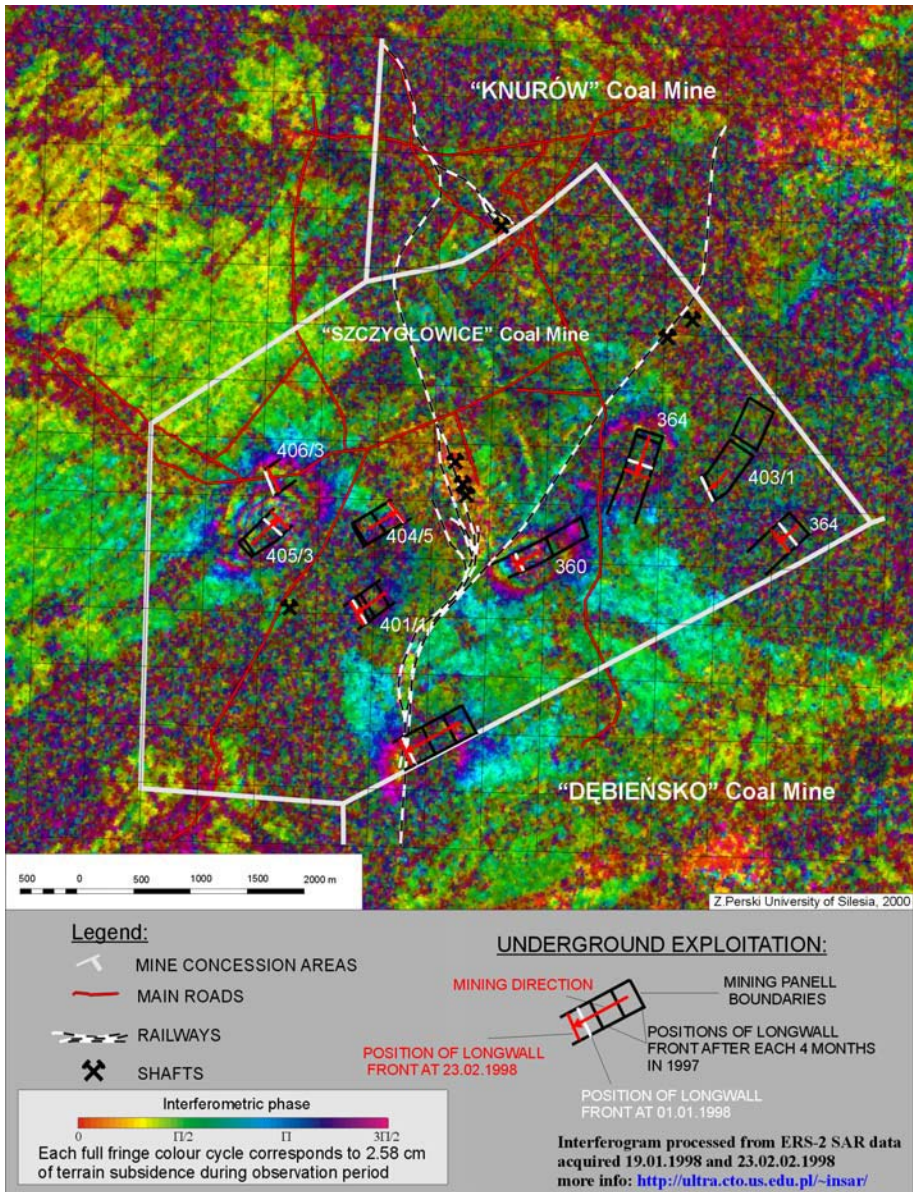 “KNURÓW” Coal Mine
“SZCZYGŁOWICE” Coal Mine
364
406/3
403/1
404/5
364
405/3
360
401/1
“DĘBIEŃSKO” Coal Mine
500 0 500 1000 1500 2000 m
Z.Perski University of Silesia, 2000
Legend:
MINE CONCESSION AREAS
MAIN ROADS
RAILWAYS
SHAFTS
UNDERGROUND EXPLOITATION:
MINING DIRECTION
MINING PANELL
BOUNDARIES
POSITIONS OF LONGWALL
FRONT AFTER EACH 4 MONTHS
IN 1997
POSITION OF LONGWALL
FRONT AT 23.02.1998
POSITION OF LONGWALL
FRONT AT 01.01.1998
Interferometric phase
0 Π/2 Π 3Π/2
Each full fringe colour cycle corresponds to 2.58 cm
of terrain subsidence during observation period
Interferogram processed from ERS-2 SAR data
acquired 19.01.1998 and 23.02.02.1998
more info: http://ultra.cto.us.edu.pl/~insar/